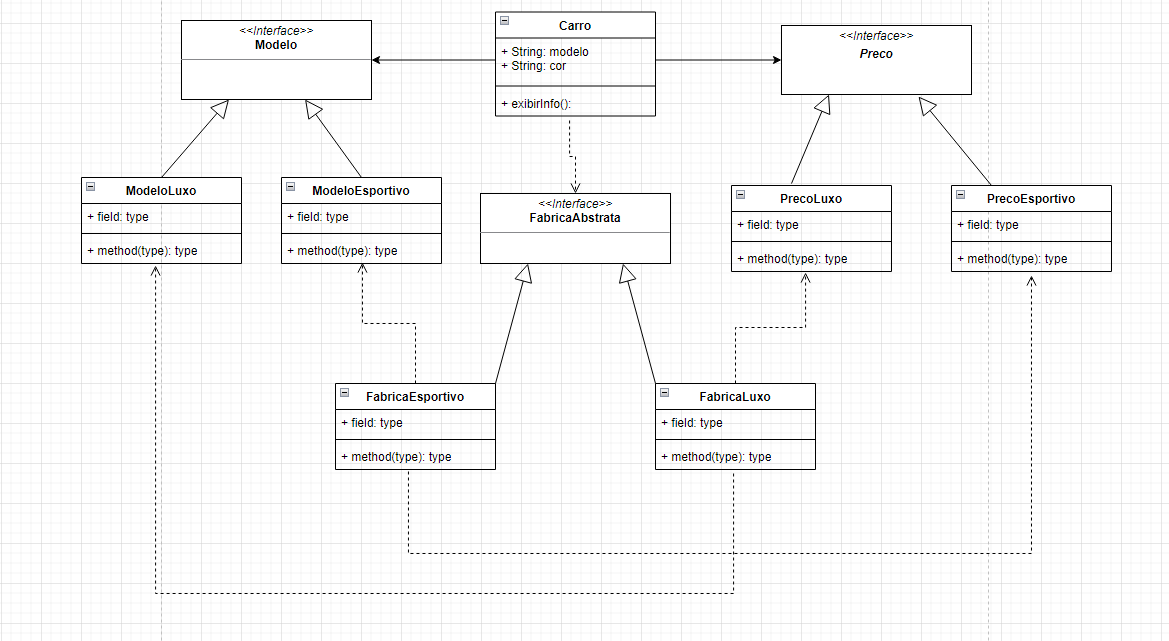 <<Interface>>
Modelo
Carro
+ String: modelo
+ String: cor
+ exibirInfo():
<<Interface>>
Preco
ModeloLuxo
+ field: type
+ method(type): type
ModeloEsportivo
+ field: type
+ method(type): type
<<Interface>>
FabricaAbstrata
PrecoLuxo
+ field: type
+ method(type): type
PrecoEsportivo
+ field: type
+ method(type): type
FabricaEsportivo
+ field: type
+ method(type): type
FabricaLuxo
+ field: type
+ method(type): type